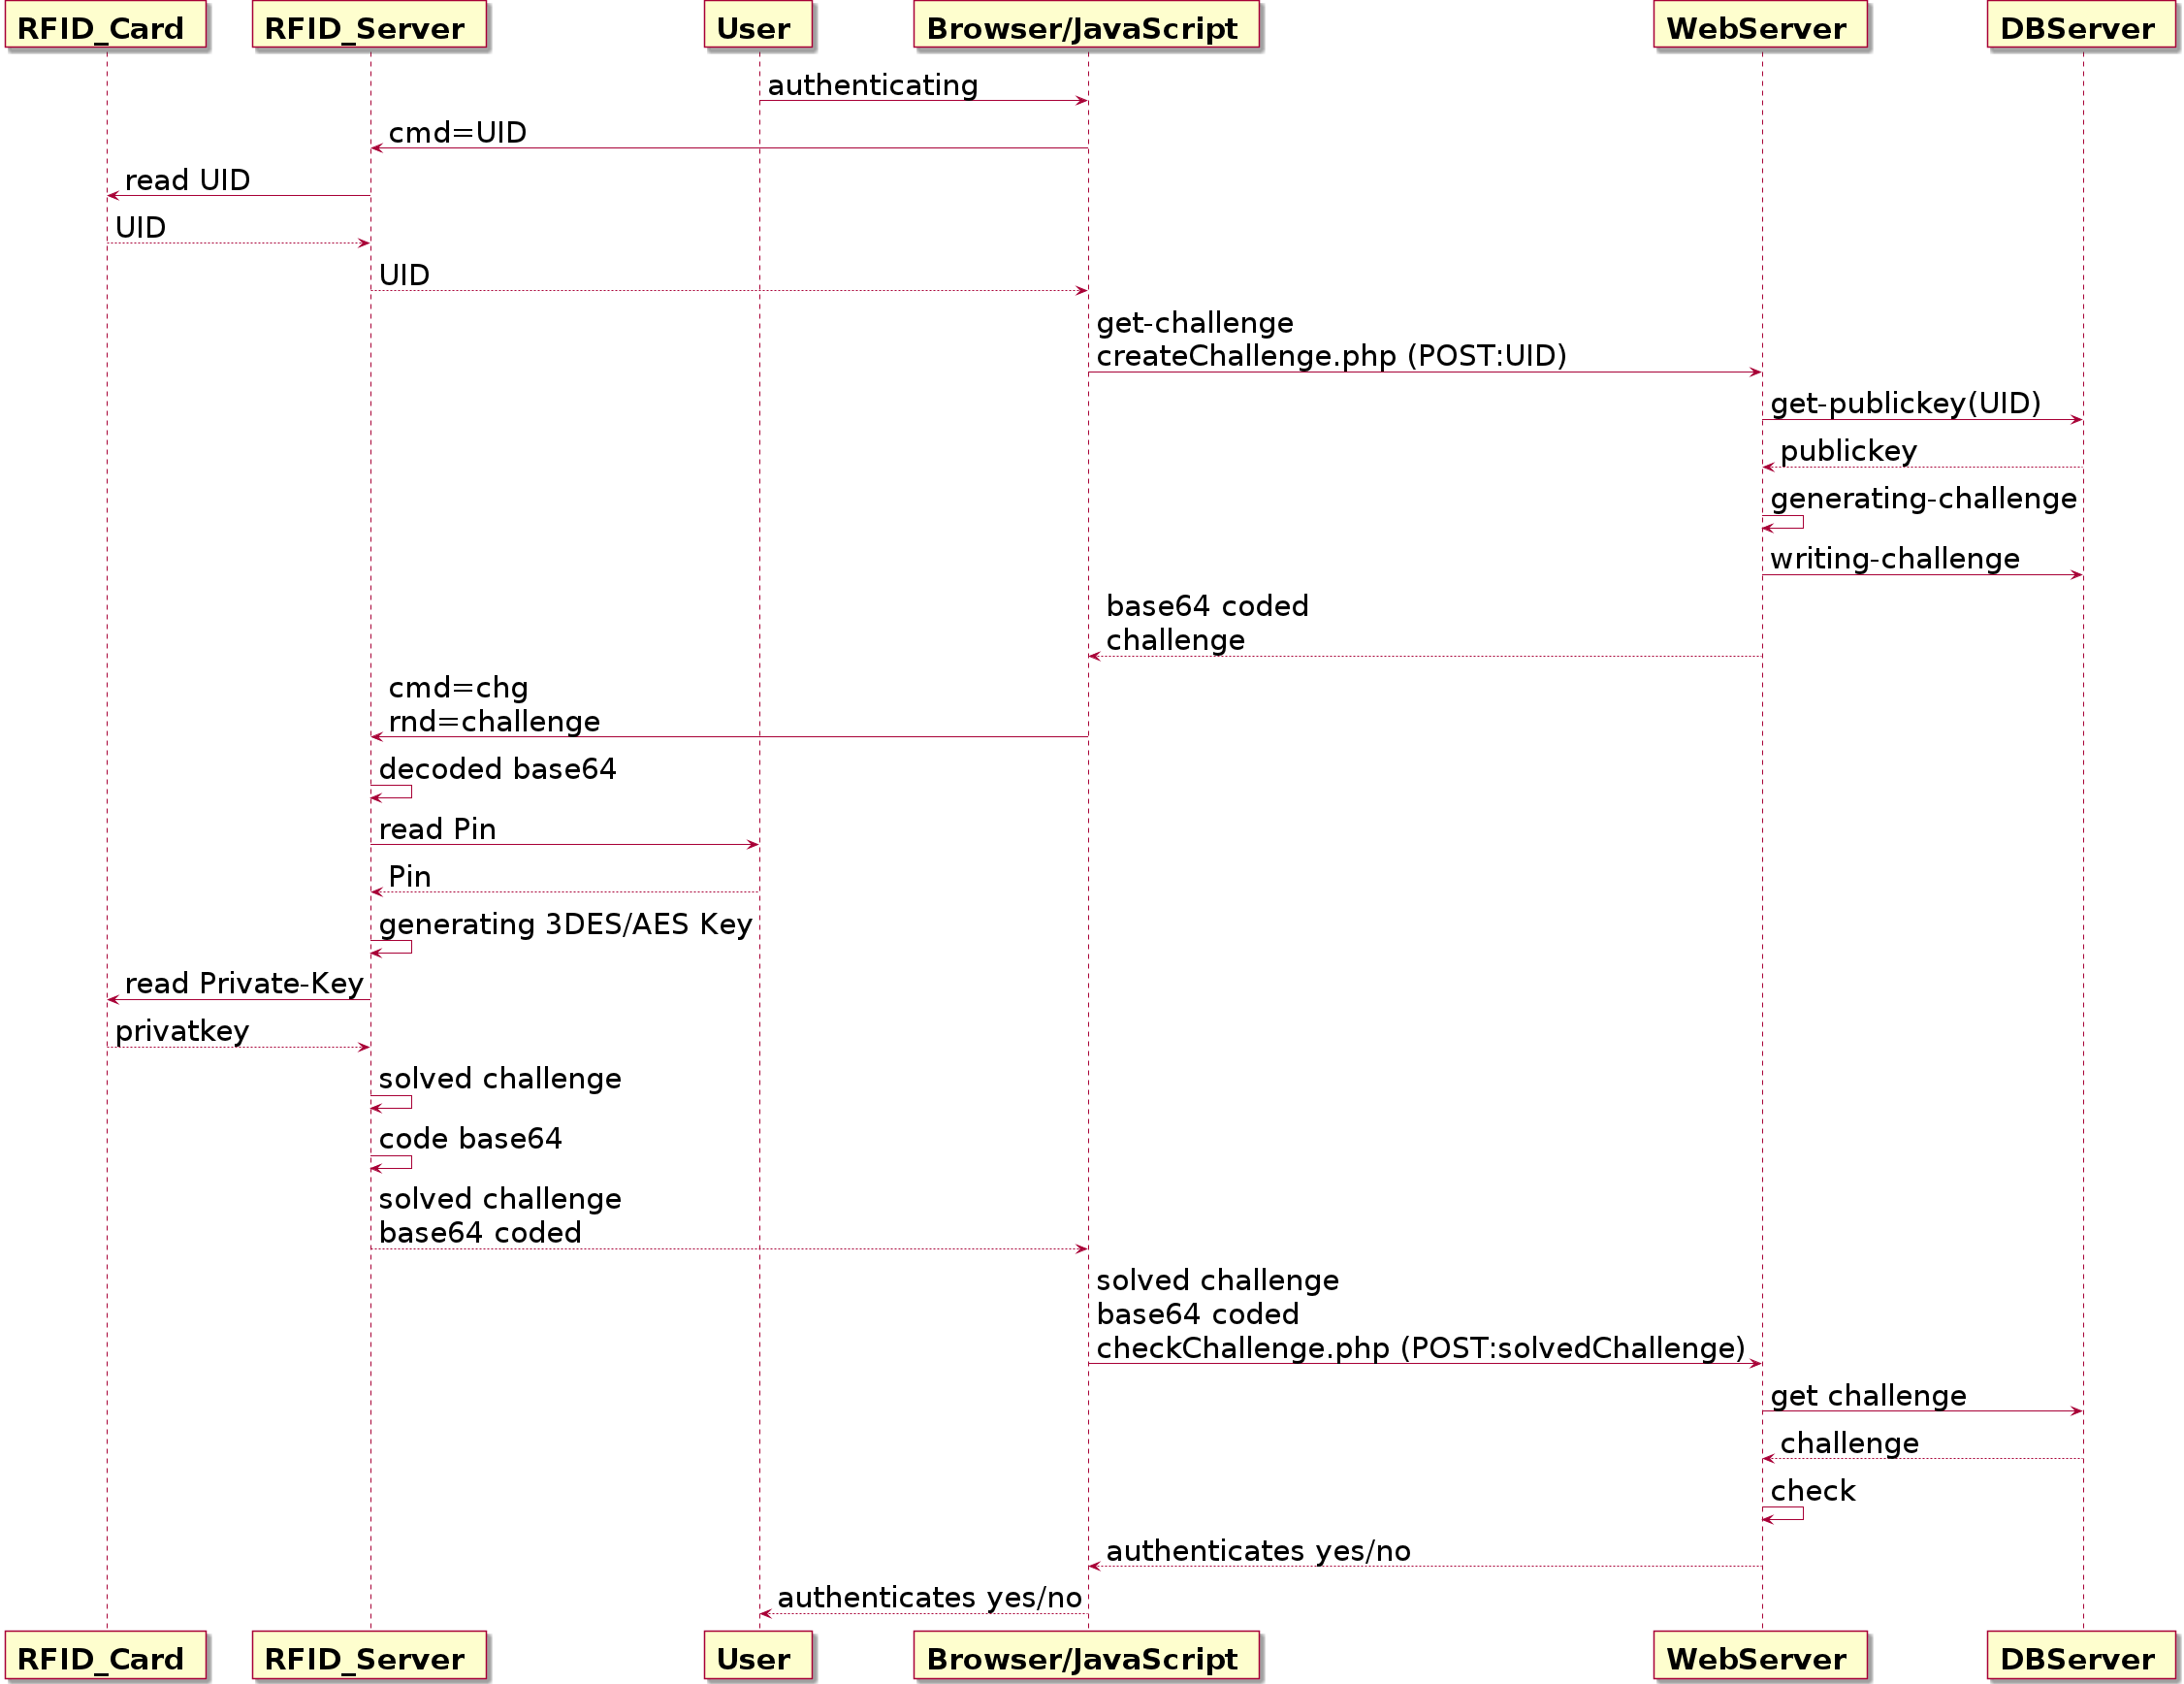 RFID_Card
RFID_Server
User
Browser/JavaScript
WebServer
DBServer
authenticating
cmd=UID
read UID
UID
UID
get-challenge
createChallenge.php (POST:UID)
get-publickey(UID)
publickey
generating-challenge
writing-challenge
base64 coded
challenge
cmd=chg
rnd=challenge
decoded base64
read Pin
Pin
generating 3DES/AES Key
read Private-Key
privatkey
solved challenge
code base64
solved challenge
base64 coded
solved challenge
base64 coded
checkChallenge.php (POST:solvedChallenge)
get challenge
challenge
check
authenticates yes/no
authenticates yes/no
RFID_Card
RFID_Server
User
Browser/JavaScript
WebServer
DBServer